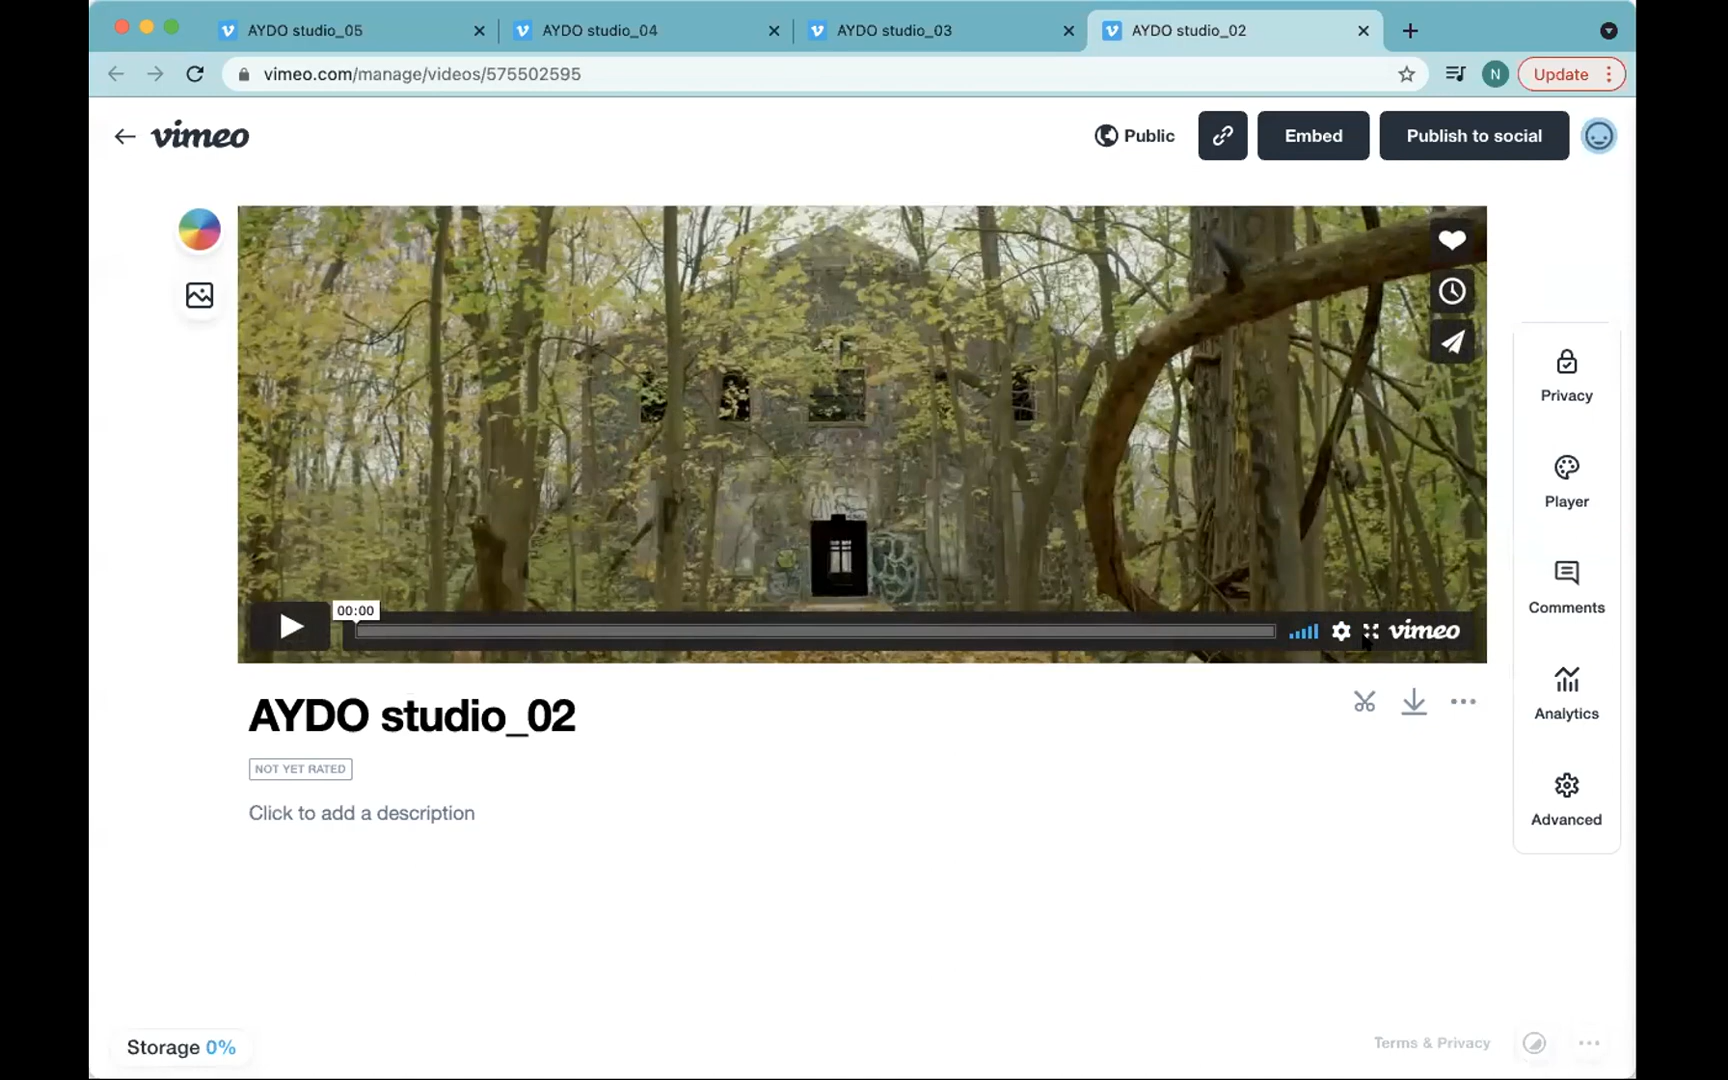 AYDO studio_05
AYDO studio_04
AYDO studio_03
AYDO studio_02
vimeo.com/manage/videos/575502595
N
Update
vimeo
Public
Embed
Publish to social
Privacy
Player
Comments
Analytics
Advanced
00:00
vimeo
AYDO studio_02
NOT YET RATED
Click to add a description
Storage 0%
Terms & Privacy